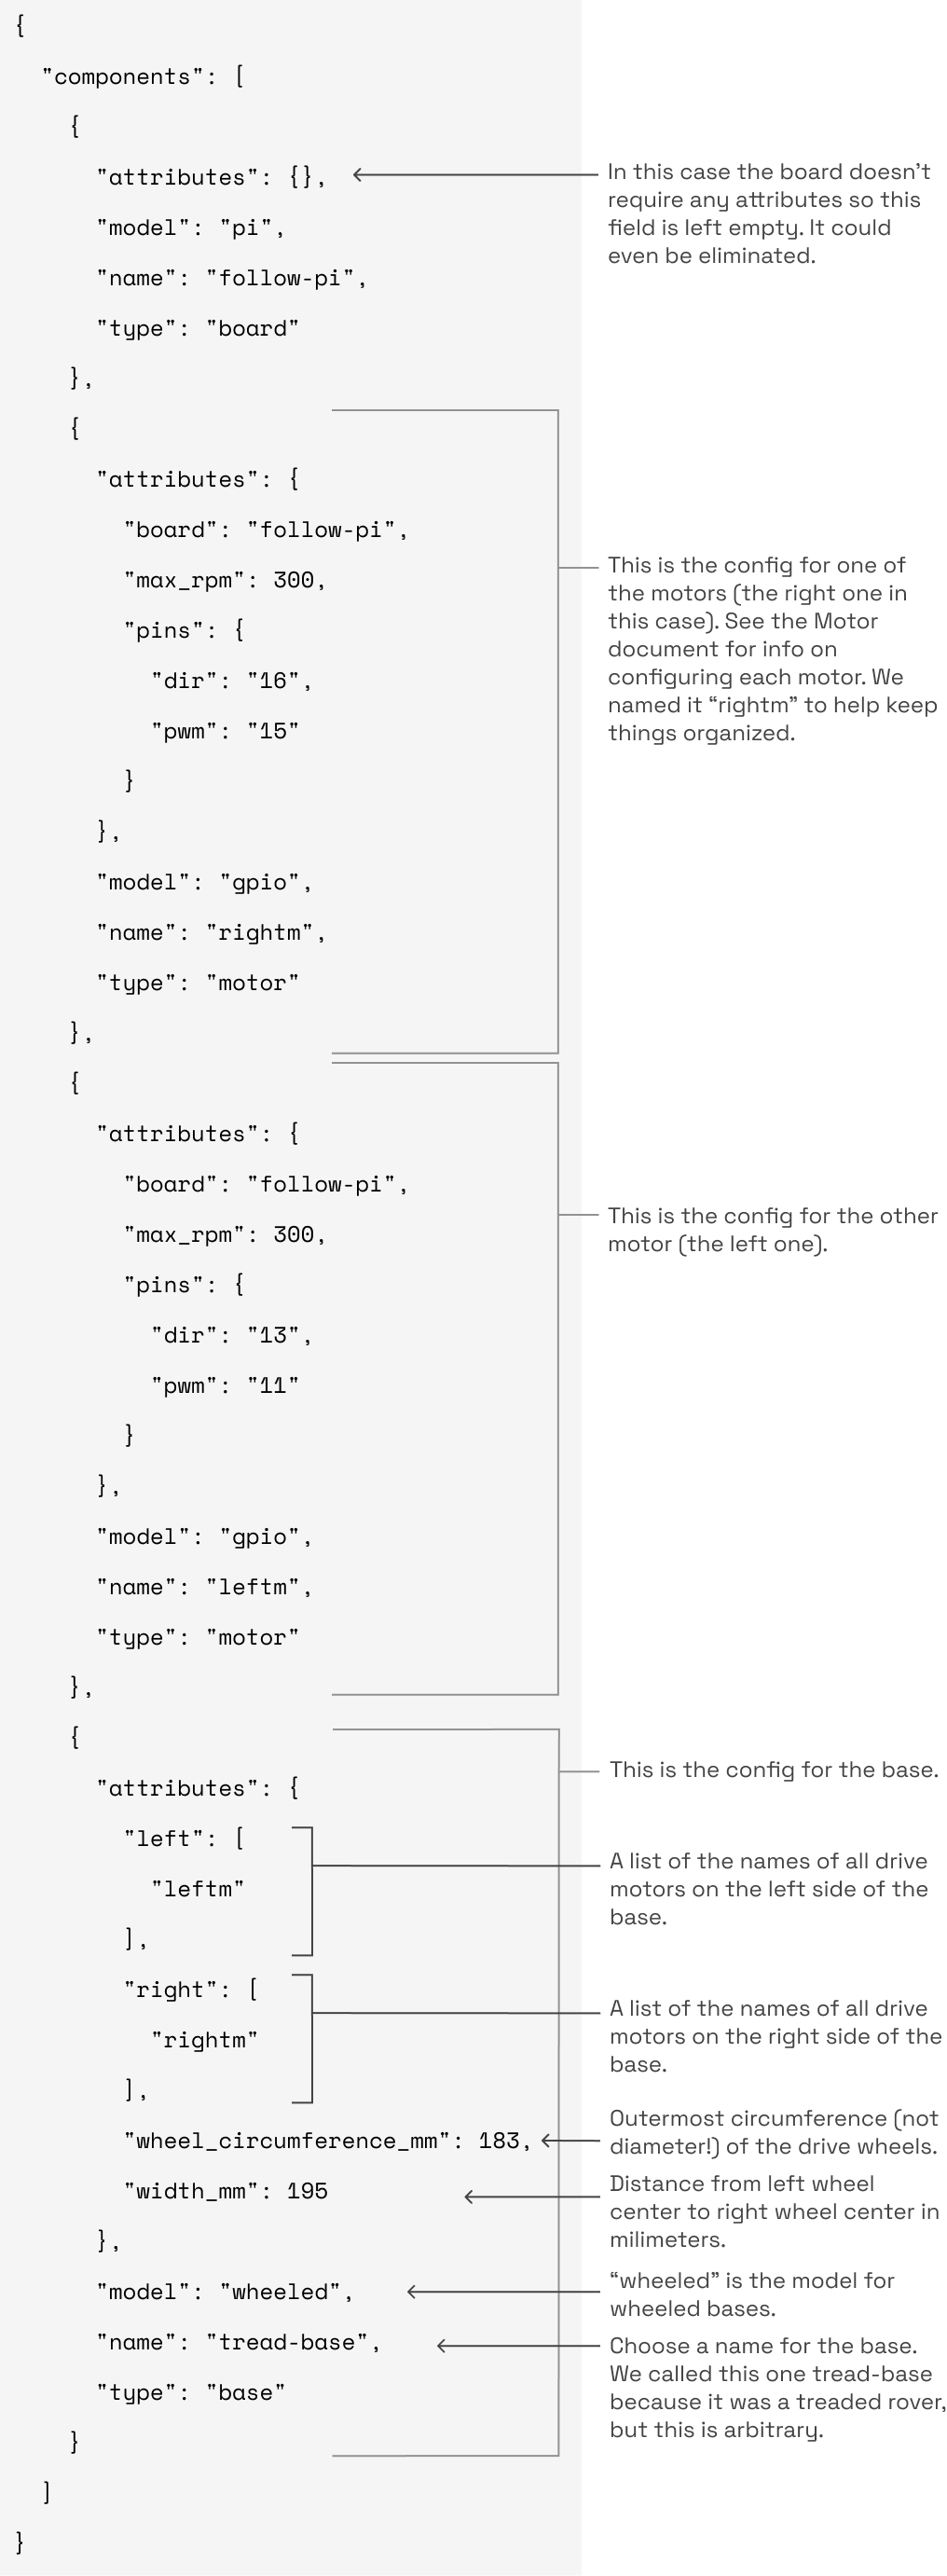 {
"components": [
{
"attributes": {},
"model": "pi",
"name": "follow-pi",
"type": "board"
},
{
"attributes": {
"board": "follow-pi",
"max_rpm": 300,
"pins": {
"dir": "16",
"pwm": "15"
}
},
"model": "gpio",
"name": "rightm",
"type": "motor"
},
{
"attributes": {
"board": "follow-pi",
"max_rpm": 300,
"pins": {
"dir": "13",
"pwm": "11"
}
},
"model": "gpio",
"name": "leftm",
"type": "motor"
},
{
"attributes": {
"left": [
"leftm"
],
"right": [
"rightm"
],
"wheel_circumference_mm": 183,
"width_mm": 195
},
"model": "wheeled",
"name": "tread-base",
"type": "base"
}
]
}
In this case the board doesn’t
require any attributes so this
field is left empty. It could
even be eliminated.
This is the config for one of
the motors (the right one in
this case). See the Motor
document for info on
configuring each motor. We
named it “rightm” to help keep
things organized.
This is the config for the other
motor (the left one).
This is the config for the base.
A list of the names of all drive
motors on the left side of the
base.
A list of the names of all drive
motors on the right side of the
base.
Outermost circumference (not
diameter!) of the drive wheels.
Distance from left wheel
center to right wheel center in
milimeters.
“wheeled” is the model for
wheeled bases.
Choose a name for the base.
We called this one tread-base
because it was a treaded rover,
but this is arbitrary.